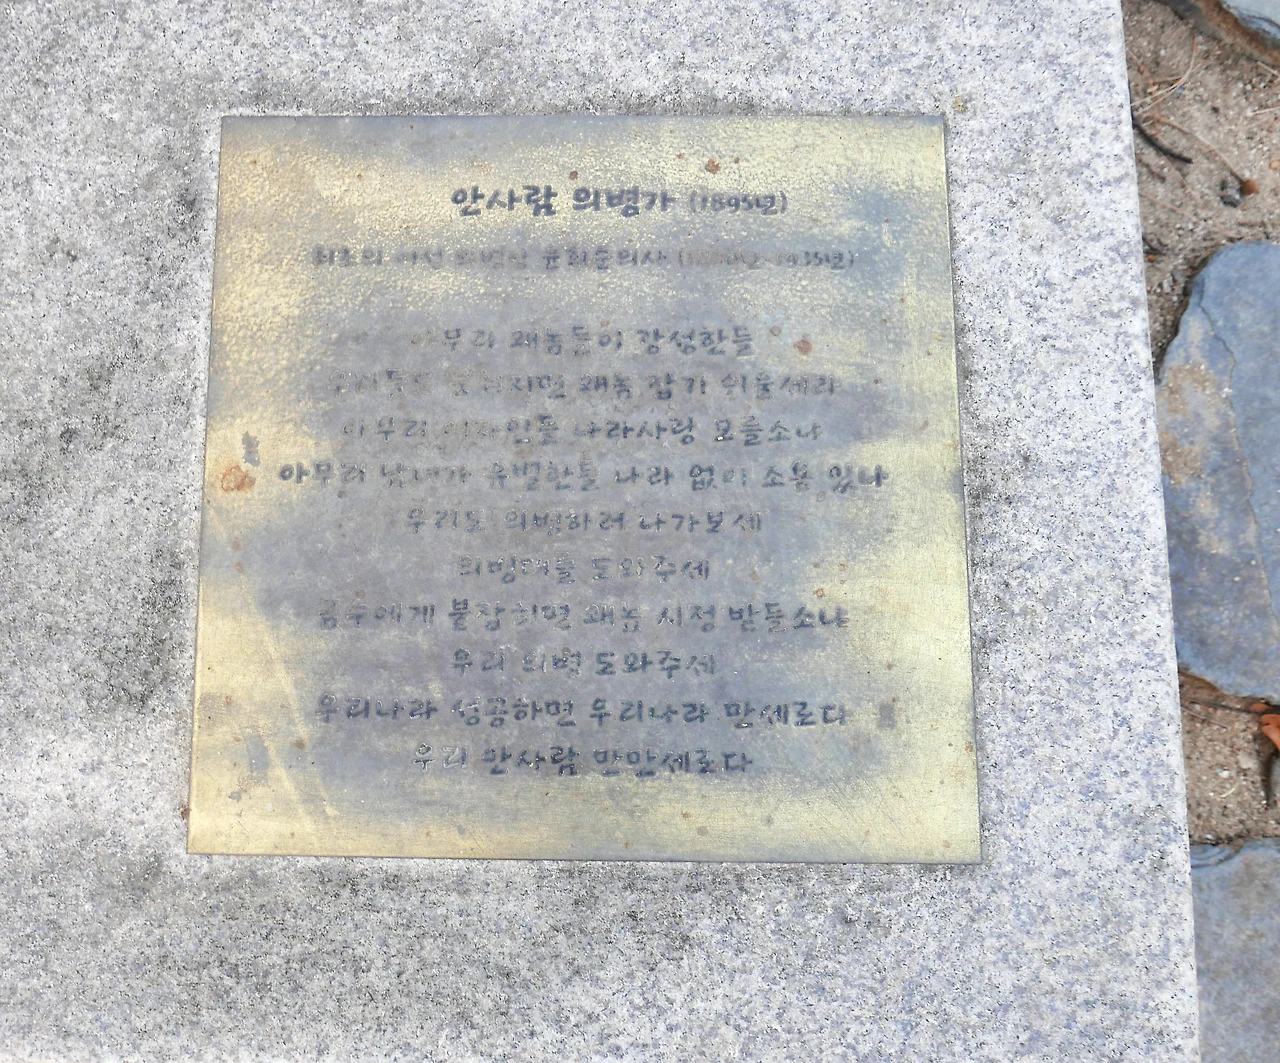 안사람 의병가 (1895년)
최초의 여성 의병장 윤희순의사 (1860년-1935년)
아무리 왜놈들이 강성한들
우리들도 뭉쳐지면 왜놈 잡기 쉬울세라
아무리 여자인들 나라사랑 모를소냐
아무리 남녀가 유별한들 나라 없이 소용 있나
우리도 의병하러 나가보세
의병대를 도와주세
금수에게 붙잡히면 왜놈 시정 받들소냐
우리 의병 도와주세
우리나라 성공하면 우리나라 만세로다
우리 안사람 만만세로다